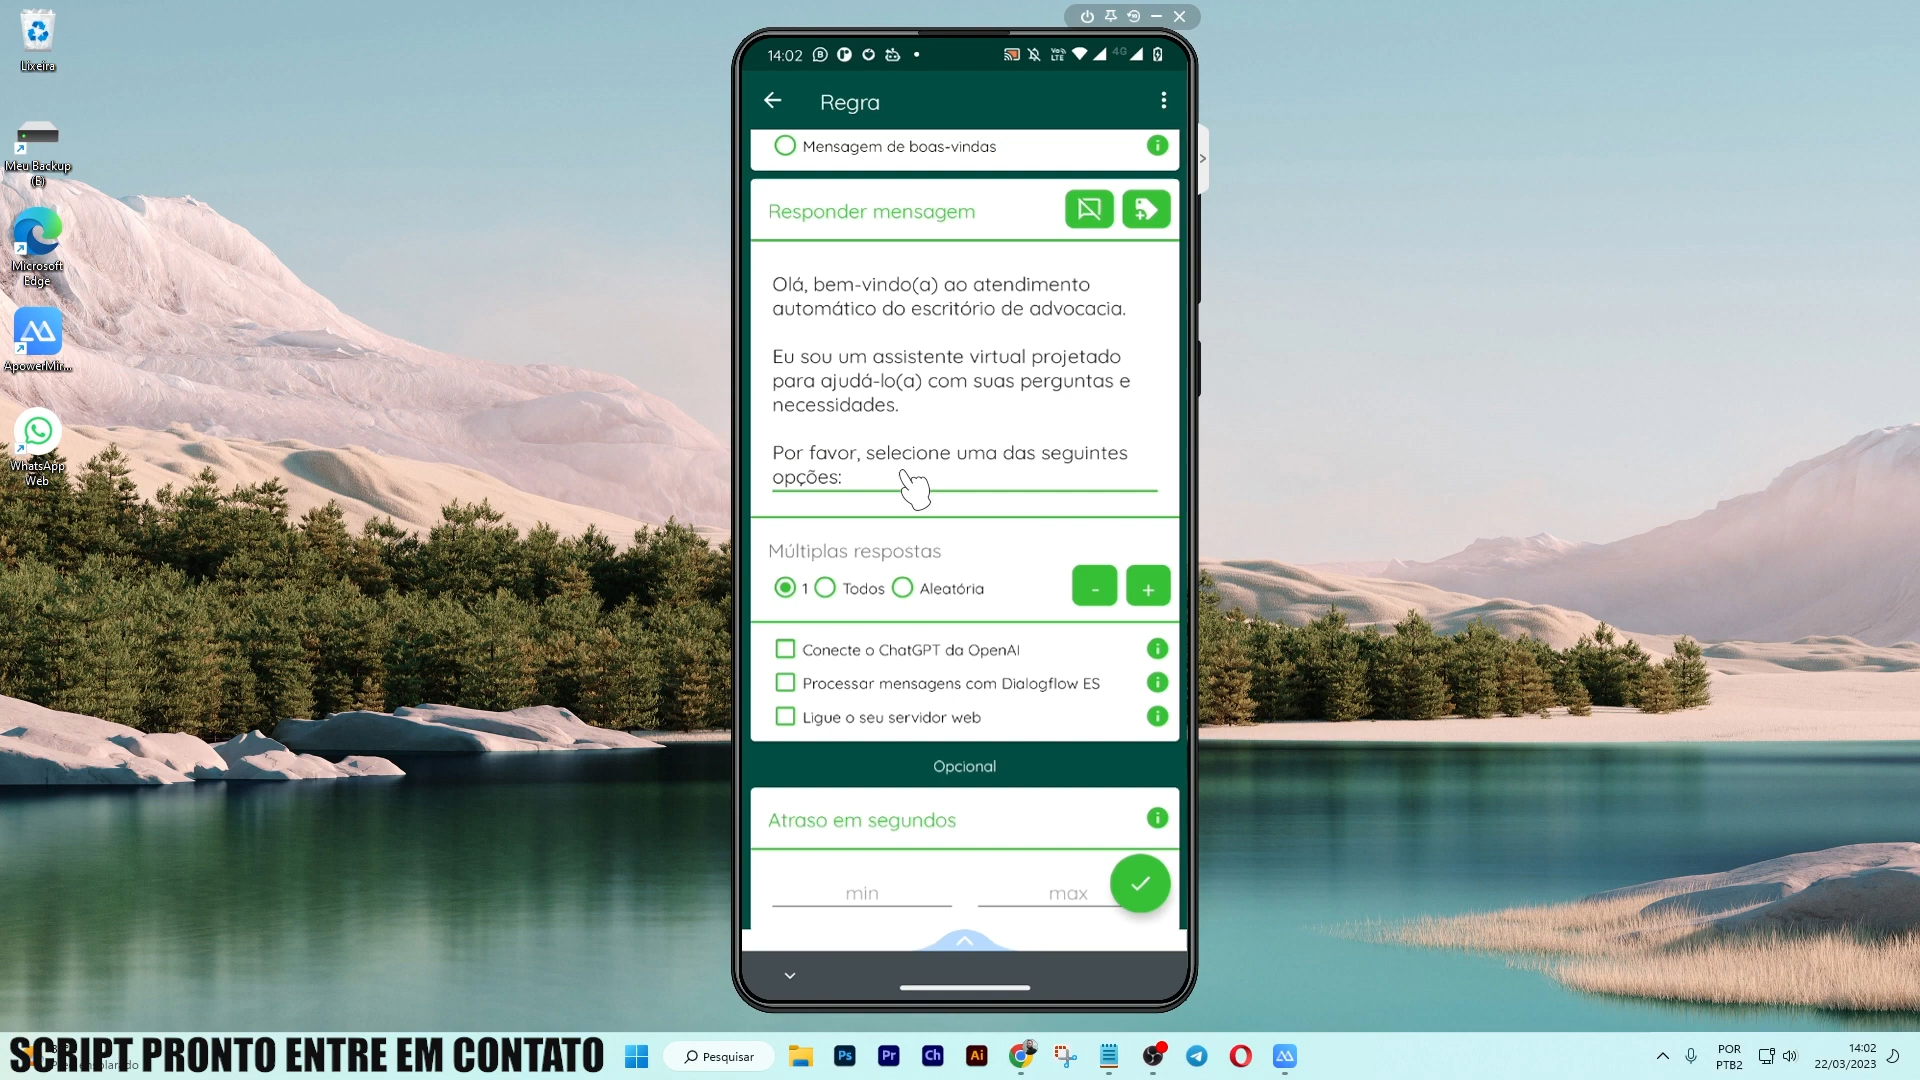 Lixeira
Meu Backup
(B)
Microsoft
Edge
ApowerMir...
WhatsApp
Web
14:02
Vo))
LTE
4G
Regra
Mensagem de boas-vindas
Responder mensagem
Olá, bem-vindo(a) ao atendimento
automático do escritório de advocacia.
Eu sou um assistente virtual projetado
para ajudá-lo(a) com suas perguntas e
necessidades.
Por favor, selecione uma das seguintes
opções:
Múltiplas respostas
1 Todos Aleatória
- +
Conecte o ChatGPT da OpenAI
Processar mensagens com Dialogflow ES
Ligue o seu servidor web
Opcional
Atraso em segundos
min max
SCRIPT PRONTO ENTRE EM CONTATO
Pesquisar
Ps
Pr
Ch
Ai
POR
PTB2
14:02
22/03/2023